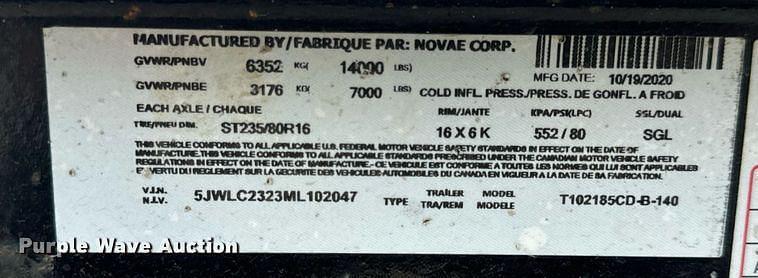 MANUFACTURED BY/FABRIQUE PAR: NOVAE CORP.
GVWR/PNBV 6352 KG( 14000 LBS) MFG DATE: 10/19/2020
GVWR/PNBE 3176 KG( 7000 LBS) COLD INFL. PRESS./PRESS. DE GONFL. A FROID
EACH AXLE / CHAQUE RIM/JANTE KPA/PSI(LPC) SGL/DUAL
TIRE/PNEU DIM. ST235/80R16 16 X 6 K 552 / 80 SGL
THIS VEHICLE CONFORMS TO ALL APPLICABLE U.S. FEDERAL MOTOR VEHICLE SAFETY STANDARDS IN EFFECT ON THE DATE OF
MANUFACTURE. THIS VEHICLE CONFORMS TO ALL APPLICABLE STANDARDS PRESCRIBED UNDER THE CANADIAN MOTOR VEHICLE SAFETY
REGULATIONS IN EFFECT ON THE DATE OF MANUFACTURE. - CE VEHICULE EST CONFORME A TOUTES LES NORMES QUI LUI SONT APPLICABLES
EN VERTU DU REGLEMENT SUR LA SECURITE DES VEHICULES AUTOMOBILES DU CANADA EN VIGUEUR A LA DATE DE SA FABRICATION.
V.I.N. 5JWLC2323ML102047 TYPE TRAILER MODEL T102185CD-B-140
N.I.V. TRA/REM MODELE
Purple Wave Auction